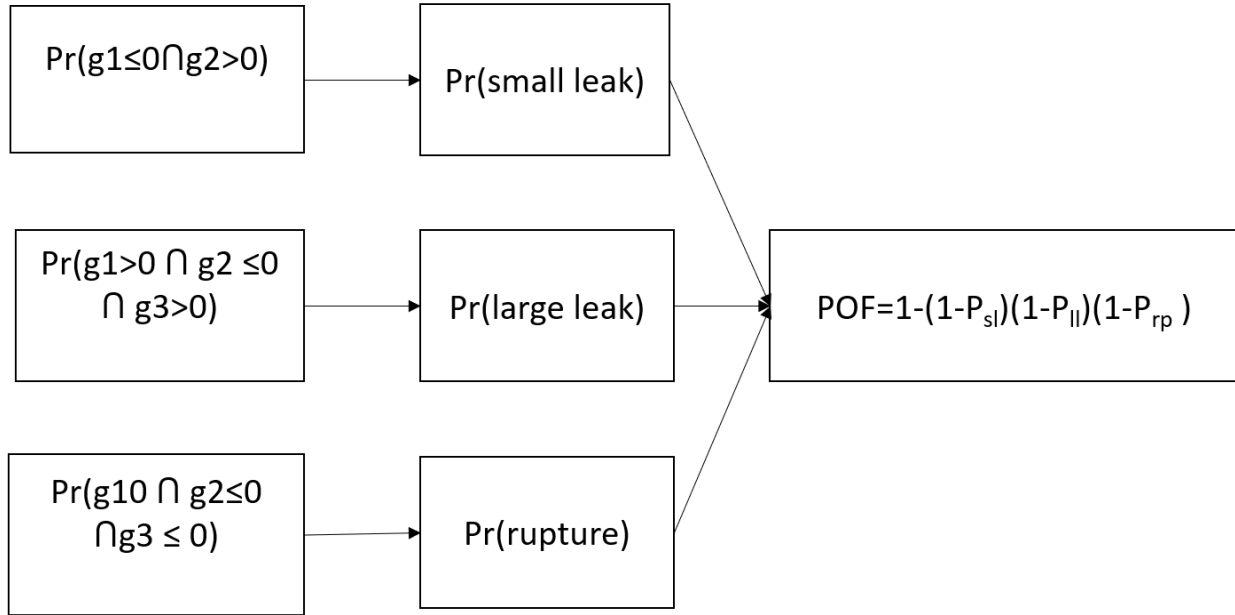 Pr(g1≤0⋂g2>0)
Pr(small leak)
Pr(g1>0 ⋂ g2 ≤0
⋂ g3>0)
Pr(large leak)
POF=1-(1-Psl)(1-Pll)(1-Prp )
Pr(g10 ⋂ g2≤0
⋂g3 ≤ 0)
Pr(rupture)